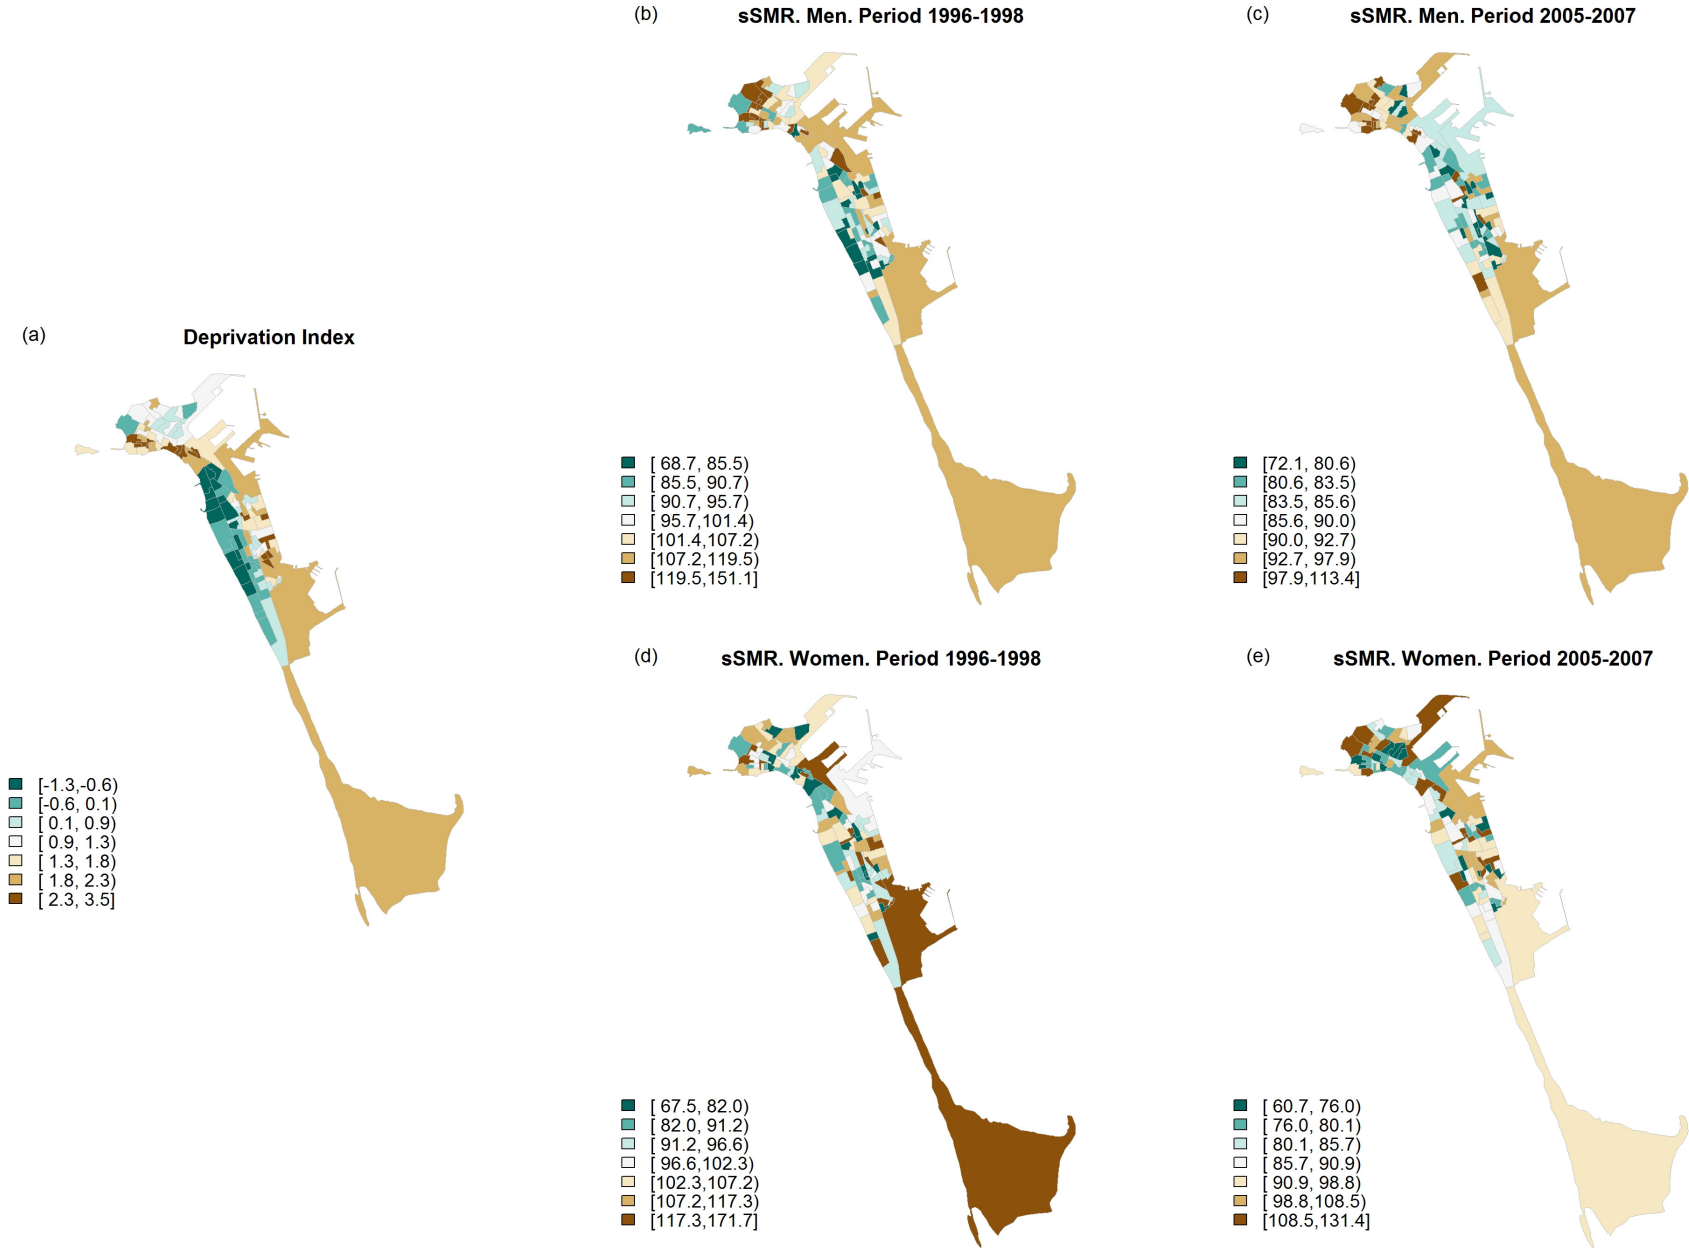 (a)
Deprivation Index
[-1.3,-0.6)
[-0.6, 0.1)
[ 0.1, 0.9)
[ 0.9, 1.3)
[ 1.3, 1.8)
[ 1.8, 2.3)
[ 2.3, 3.5]
(b)
sSMR. Men. Period 1996-1998
[ 68.7, 85.5)
[ 85.5, 90.7)
[ 90.7, 95.7)
[ 95.7,101.4)
[101.4,107.2)
[107.2,119.5)
[119.5,151.1]
(c)
sSMR. Men. Period 2005-2007
[72.1, 80.6)
[80.6, 83.5)
[83.5, 85.6)
[85.6, 90.0)
[90.0, 92.7)
[92.7, 97.9)
[97.9,113.4]
(d)
sSMR. Women. Period 1996-1998
[ 67.5, 82.0)
[ 82.0, 91.2)
[ 91.2, 96.6)
[ 96.6,102.3)
[102.3,107.2)
[107.2,117.3)
[117.3,171.7]
(e)
sSMR. Women. Period 2005-2007
[ 60.7, 76.0)
[ 76.0, 80.1)
[ 80.1, 85.7)
[ 85.7, 90.9)
[ 90.9, 98.8)
[ 98.8,108.5)
[108.5,131.4]